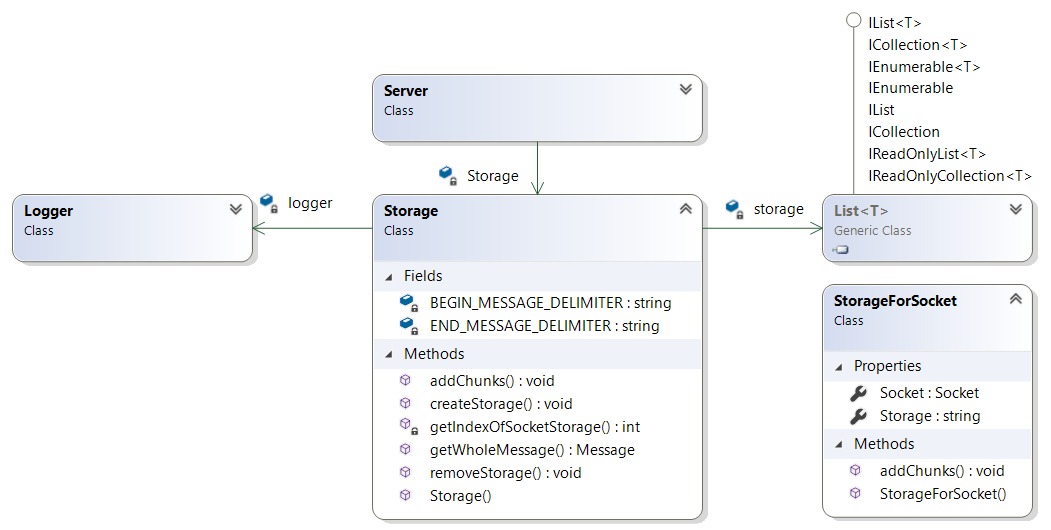 IList<T>
ICollection<T>
IEnumerable<T>
IEnumerable
IList
ICollection
IReadOnlyList<T>
IReadOnlyCollection<T>
Server
Class
Storage
logger
storage
Logger
Class
Storage
Class
Fields
BEGIN_MESSAGE_DELIMITER : string
END_MESSAGE_DELIMITER : string
Methods
addChunks() : void
createStorage() : void
getIndexOfSocketStorage() : int
getWholeMessage() : Message
removeStorage() : void
Storage()
List<T>
Generic Class
StorageForSocket
Class
Properties
Socket : Socket
Storage : string
Methods
addChunks() : void
StorageForSocket()